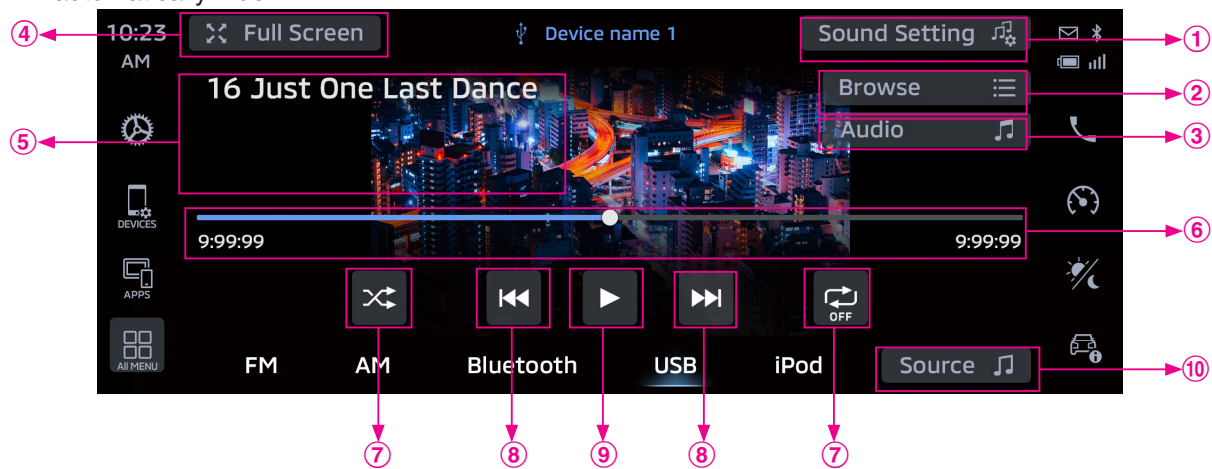 ④ 10:23 Full Screen Device name 1 Sound Setting ①
AM
16 Just One Last Dance Browse ②
⑤ Audio ③
DEVICES
9:99:99 9:99:99 ⑥
APPS
OFF
All MENU FM AM Bluetooth USB iPod Source ⑩
⑦ ⑧ ⑨ ⑧ ⑦